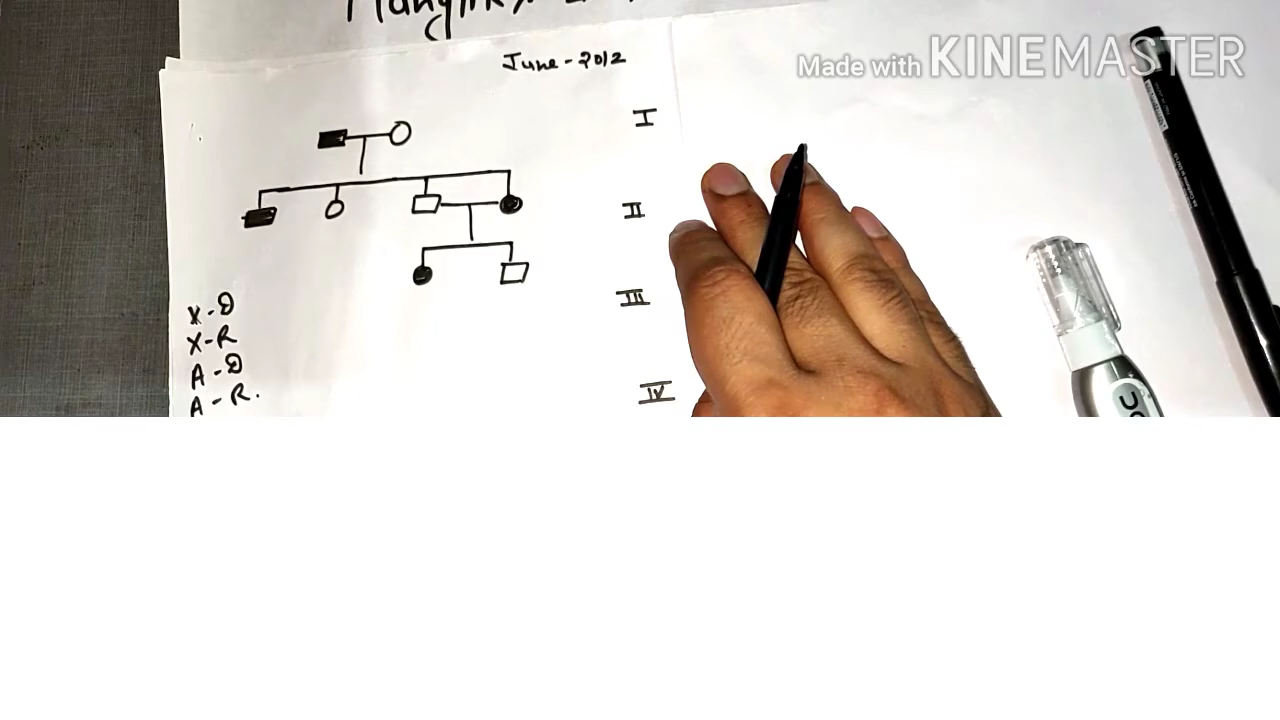 June-2012
Made with KINEMASTER
I
II
III
IV
X-D
X-R
A-D
A-R.